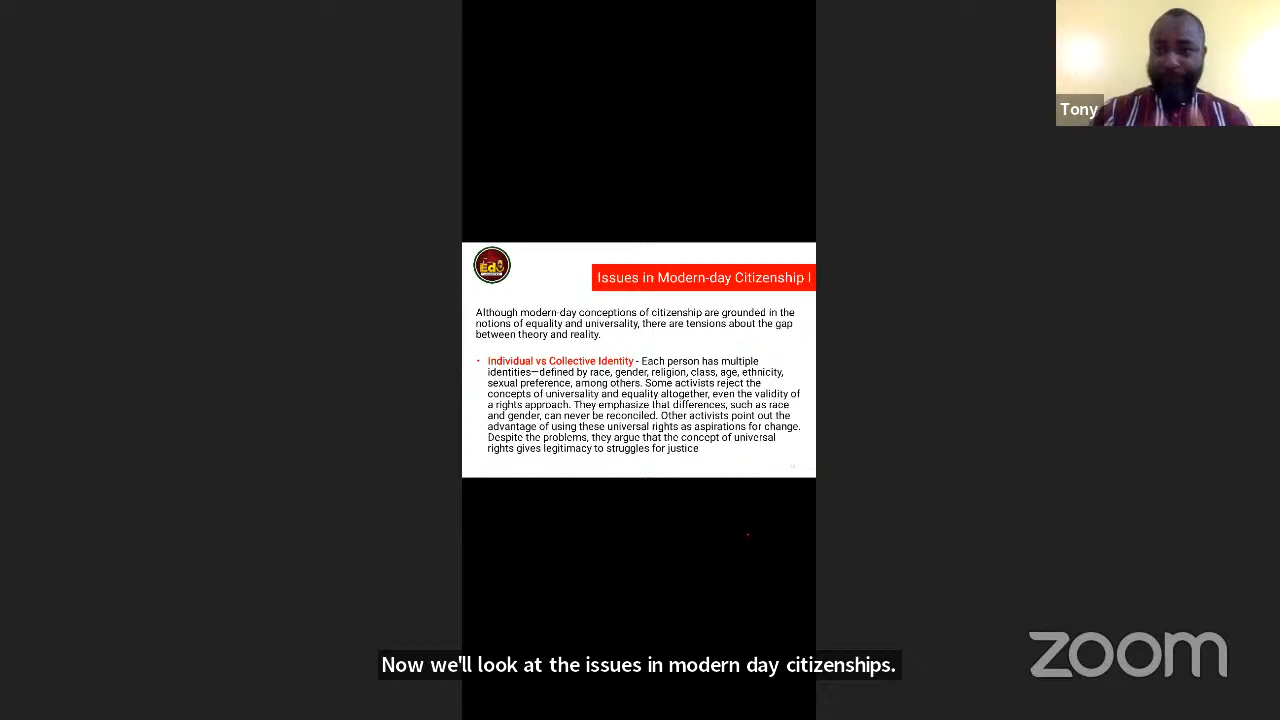 Tony
Edo
Issues in Modern-day Citizenship I
Although modern-day conceptions of citizenship are grounded in the
notions of equality and universality, there are tensions about the gap
between theory and reality.
• Individual vs Collective Identity - Each person has multiple
identities—defined by race, gender, religion, class, age, ethnicity,
sexual preference, among others. Some activists reject the
concepts of universality and equality altogether, even the validity of
a rights approach. They emphasize that differences, such as race
and gender, can never be reconciled. Other activists point out the
advantage of using these universal rights as aspirations for change.
Despite the problems, they argue that the concept of universal
rights gives legitimacy to struggles for justice
Now we'll look at the issues in modern day citizenships.
zoom